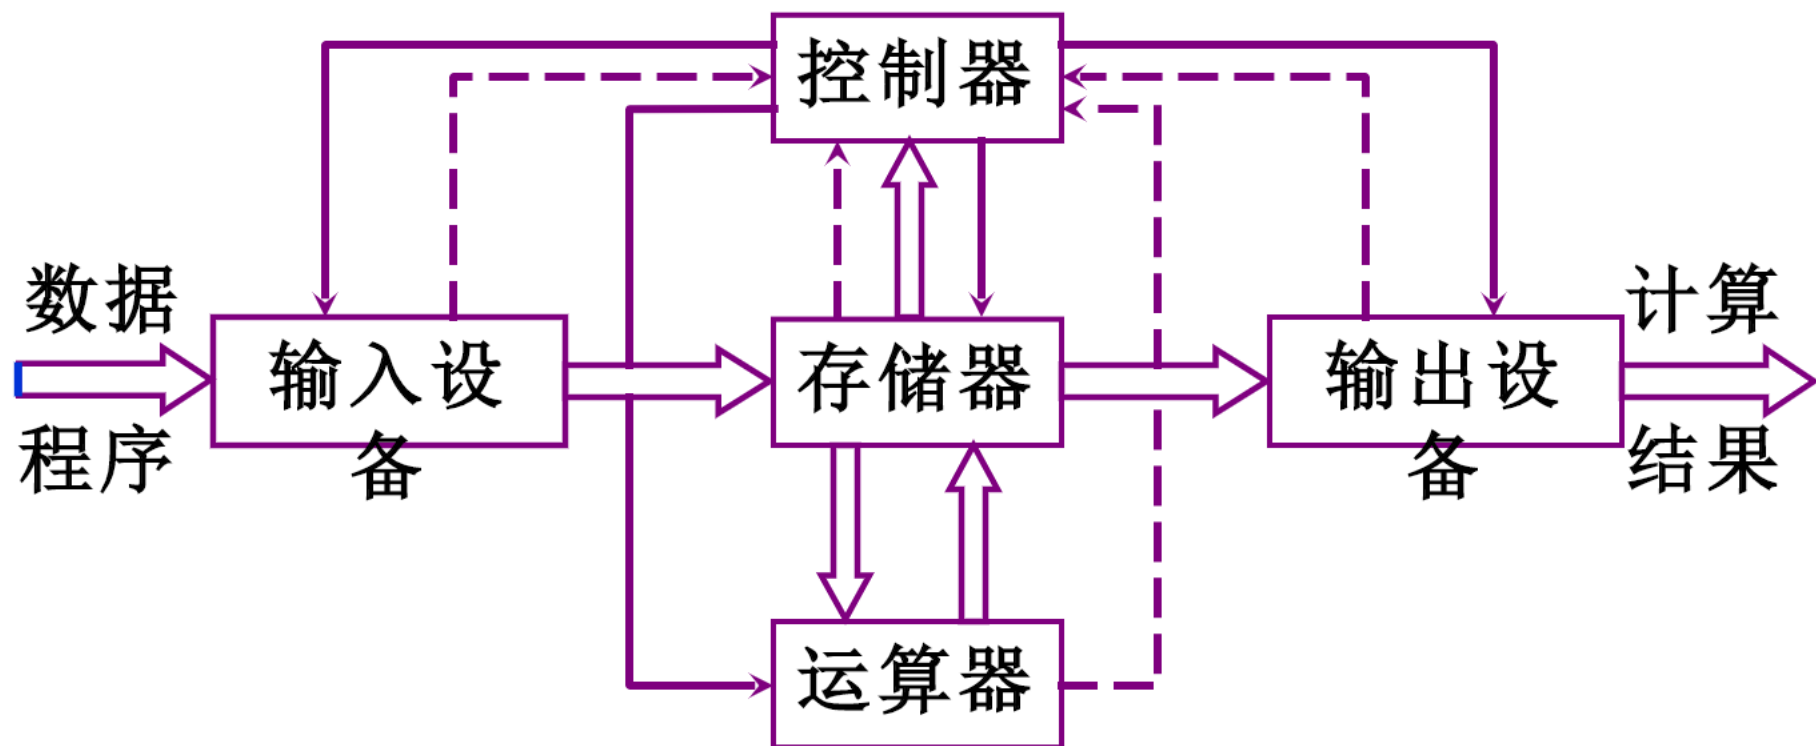 控制器
数据
程序
输入设
备
存储器
输出设
备
计算
结果
运算器